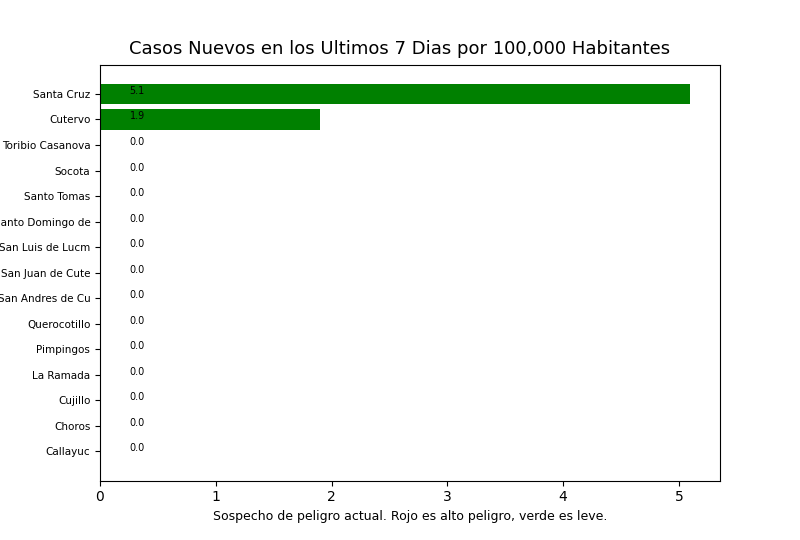 Casos Nuevos en los Ultimos 7 Dias por 100,000 Habitantes
Santa Cruz 5.1
Cutervo 1.9
Toribio Casanova 0.0
Socota 0.0
Santo Tomas 0.0
anto Domingo de 0.0
San Luis de Lucm 0.0
San Juan de Cute 0.0
San Andres de Cu 0.0
Querocotillo 0.0
Pimpingos 0.0
La Ramada 0.0
Cujillo 0.0
Choros 0.0
Callayuc 0.0
0 1 2 3 4 5
Sospecho de peligro actual. Rojo es alto peligro, verde es leve.